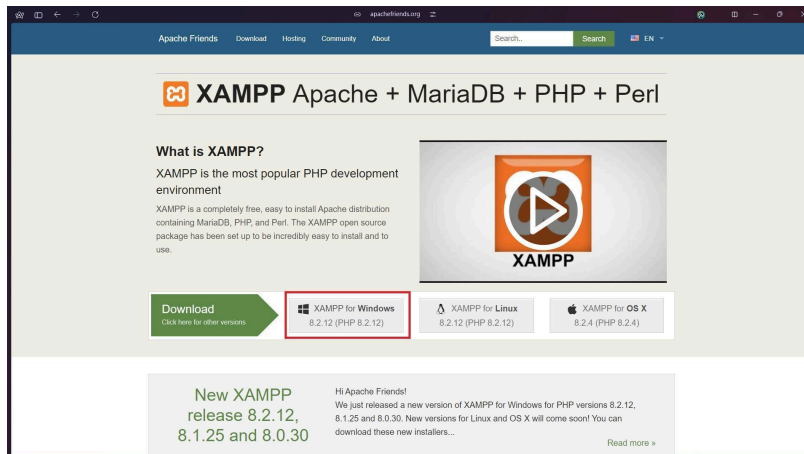 apachefriends.org
Apache Friends Download Hosting Community About Search.. Search EN
XAMPP Apache + MariaDB + PHP + Perl
What is XAMPP?
XAMPP is the most popular PHP development
environment
XAMPP is a completely free, easy to install Apache distribution
containing MariaDB, PHP, and Perl. The XAMPP open source
package has been set up to be incredibly easy to install and to
use.
XAMPP
Download
Click here for other versions
XAMPP for Windows
8.2.12 (PHP 8.2.12)
XAMPP for Linux
8.2.12 (PHP 8.2.12)
XAMPP for OS X
8.2.4 (PHP 8.2.4)
New XAMPP
release 8.2.12,
8.1.25 and 8.0.30
Hi Apache Friends!
We just released a new version of XAMPP for Windows for PHP versions 8.2.12,
8.1.25 and 8.0.30. New versions for Linux and OS X will come soon! You can
download these new installers...
Read more »